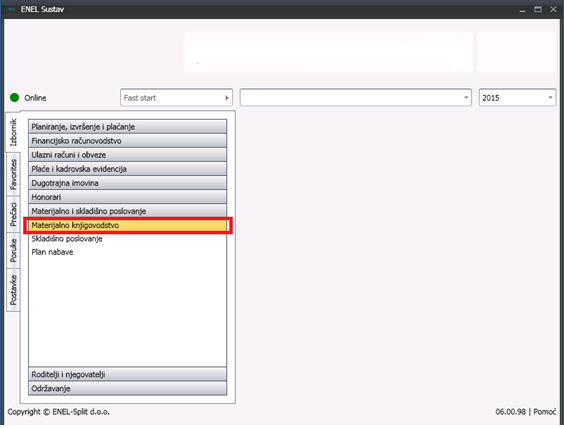 ENEL Sustav
Online
Fast start
2015
Izbornik
Favorites
Prečaci
Poruke
Postavke
Planiranje, izvršenje i plaćanje
Financijsko računovodstvo
Ulazni računi i obveze
Plaće i kadrovska evidencija
Dugotrajna imovina
Honorari
Materijalno i skladišno poslovanje
Materijalno knjigovodstvo
Skladišno poslovanje
Plan nabave
Roditelji i njegovatelji
Održavanje
Copyright © ENEL-Split d.o.o.
06.00.98 | Pomoć